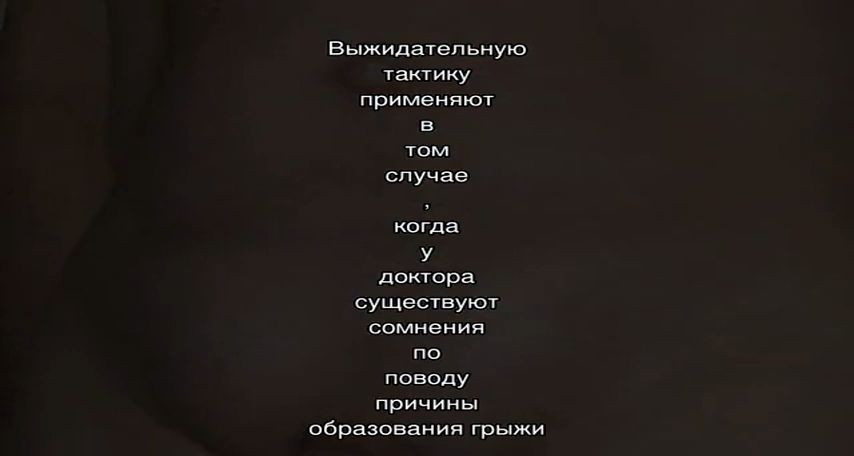 Выжидательную
тактику
применяют
в
том
случае
,
когда
у
доктора
существуют
сомнения
по
поводу
причины
образования грыжи